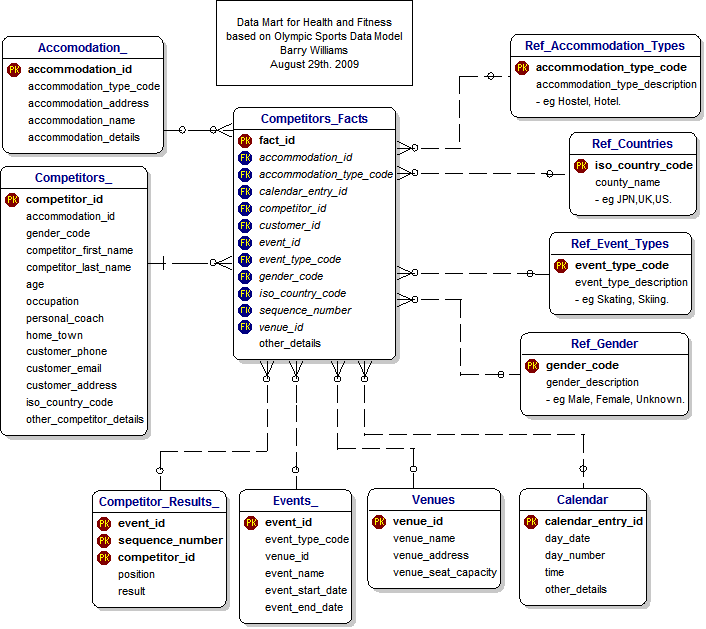 Data Mart for Health and Fitness
based on Olympic Sports Data Model
Barry Williams
August 29th. 2009
Accomodation_
PK accommodation_id
accommodation_type_code
accommodation_address
accommodation_name
accommodation_details
Competitors_
PK competitor_id
accommodation_id
gender_code
competitor_first_name
competitor_last_name
age
occupation
personal_coach
home_town
customer_phone
customer_email
customer_address
iso_country_code
other_competitor_details
Competitors_Facts
PK fact_id
FK accommodation_id
FK accommodation_type_code
FK calendar_entry_id
FK competitor_id
FK customer_id
FK event_id
FK event_type_code
FK gender_code
FK iso_country_code
FK sequence_number
FK venue_id
other_details
Ref_Accommodation_Types
PK accommodation_type_code
accommodation_type_description
- eg Hostel, Hotel.
Ref_Countries
PK iso_country_code
county_name
- eg JPN,UK,US.
Ref_Event_Types
PK event_type_code
event_type_description
- eg Skating, Skiing.
Ref_Gender
PK gender_code
gender_description
- eg Male, Female, Unknown.
Competitor_Results_
PK event_id
PK sequence_number
PK competitor_id
position
result
Events_
PK event_id
event_type_code
venue_id
event_name
event_start_date
event_end_date
Venues
PK venue_id
venue_name
venue_address
venue_seat_capacity
Calendar
PK calendar_entry_id
day_date
day_number
time
other_details